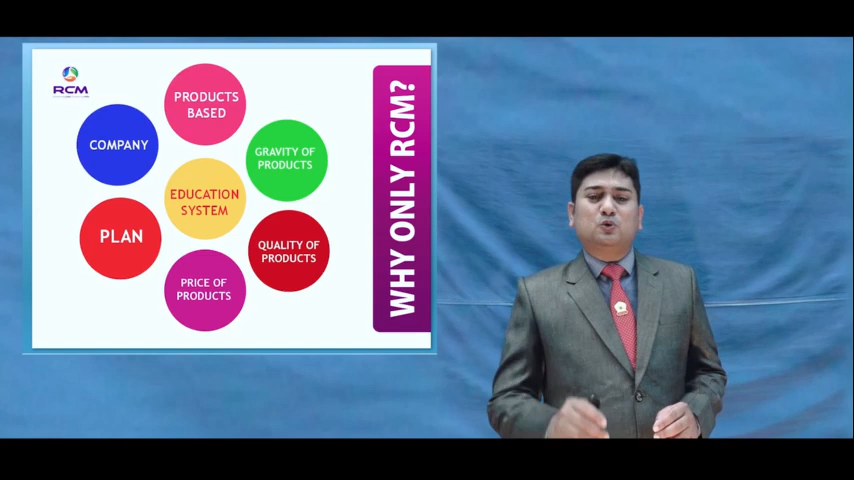 RCM
PRODUCTS
BASED
COMPANY
GRAVITY OF
PRODUCTS
EDUCATION
SYSTEM
PLAN
QUALITY OF
PRODUCTS
PRICE OF
PRODUCTS
WHY ONLY RCM?